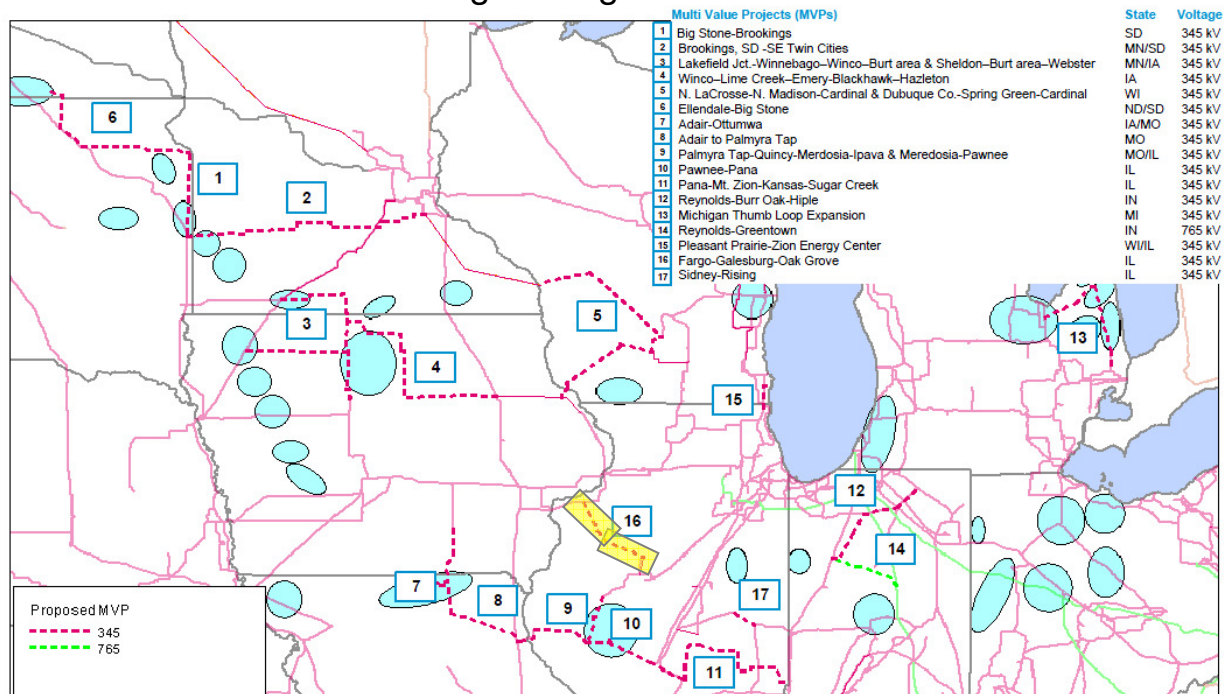 Multi Value Projects (MVPs) State Voltage
1 Big Stone-Brookings SD 345 kV
2 Brookings, SD -SE Twin Cities MN/SD 345 kV
3 Lakefield Jct.-Winnebago–Winco–Burt area & Sheldon–Burt area–Webster MN/IA 345 kV
4 Winco–Lime Creek–Emery-Blackhawk–Hazleton IA 345 kV
5 N. LaCrosse-N. Madison-Cardinal & Dubuque Co.-Spring Green-Cardinal WI 345 kV
6 Ellendale-Big Stone ND/SD 345 kV
7 Adair-Ottumwa IA/MO 345 kV
8 Adair to Palmyra Tap MO 345 kV
9 Palmyra Tap-Quincy-Merdosia-Ipava & Meredosia-Pawnee MO/IL 345 kV
10 Pawnee-Pana IL 345 kV
11 Pana-Mt. Zion-Kansas-Sugar Creek IL 345 kV
12 Reynolds-Burr Oak-Hiple IN 345 kV
13 Michigan Thumb Loop Expansion MI 345 kV
14 Reynolds-Greentown IN 765 kV
15 Pleasant Prairie-Zion Energy Center WI/IL 345 kV
16 Fargo-Galesburg-Oak Grove IL 345 kV
17 Sidney-Rising IL 345 kV
6
1
2
3
5
13
4
15
12
16
14
7
8
9
10
17
11
Proposed MVP
345
765